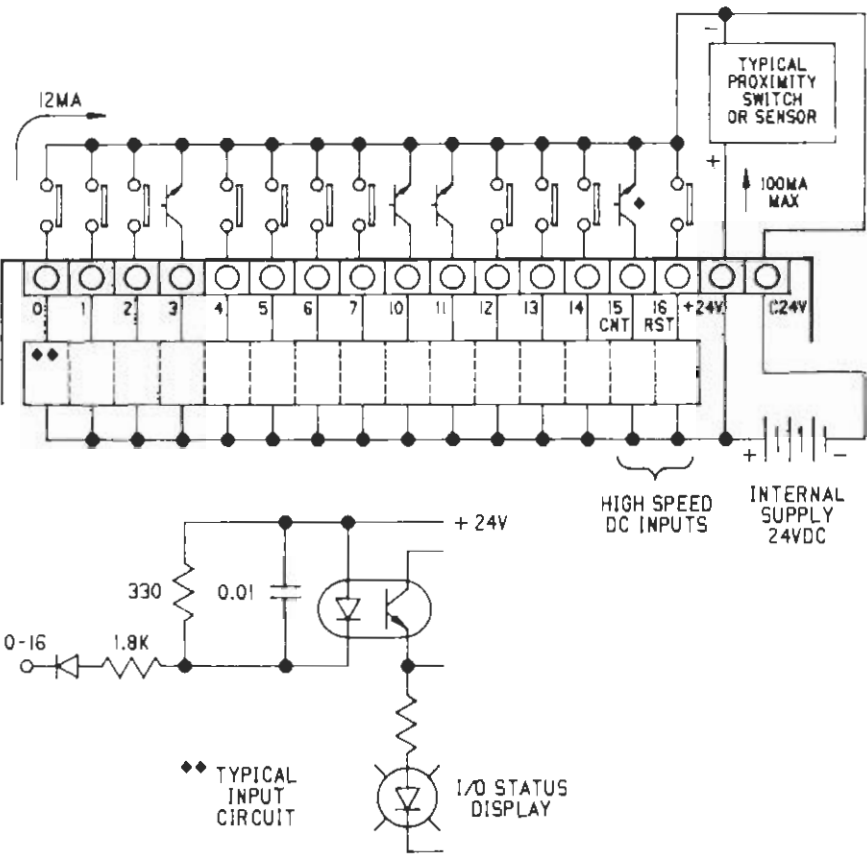 12MA
−
TYPICAL
PROXIMITY
SWITCH
OR SENSOR
+
100MA
MAX
0 1 2 3 4 5 6 7 10 11 12 13 14 15 16 +24V C24V
CNT RST
+ −
HIGH SPEED
DC INPUTS
INTERNAL
SUPPLY
24VDC
+ 24V
330
0.01
0-16
1.8K
TYPICAL
INPUT
CIRCUIT
I/O STATUS
DISPLAY